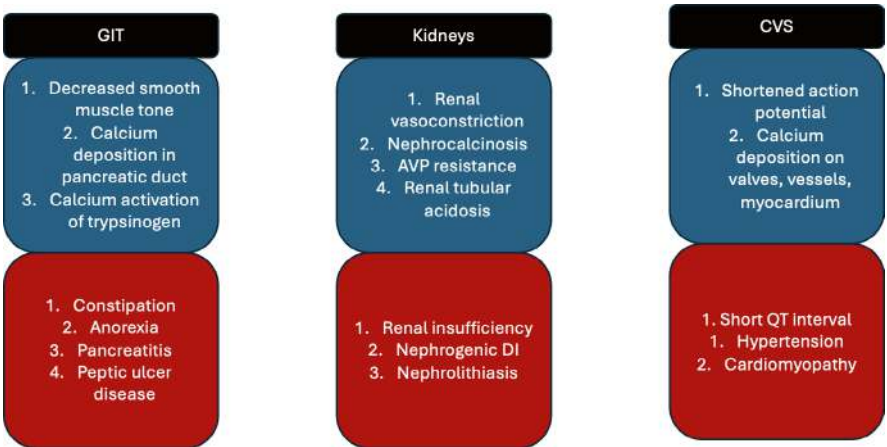 GIT
1. Decreased smooth
muscle tone
2. Calcium
deposition in
pancreatic duct
3. Calcium activation
of trypsinogen
1. Constipation
2. Anorexia
3. Pancreatitis
4. Peptic ulcer
disease
Kidneys
1. Renal
vasoconstriction
2. Nephrocalcinosis
3. AVP resistance
4. Renal tubular
acidosis
1. Renal insufficiency
2. Nephrogenic DI
3. Nephrolithiasis
CVS
1. Shortened action
potential
2. Calcium
deposition on
valves, vessels,
myocardium
1. Short QT interval
1. Hypertension
2. Cardiomyopathy